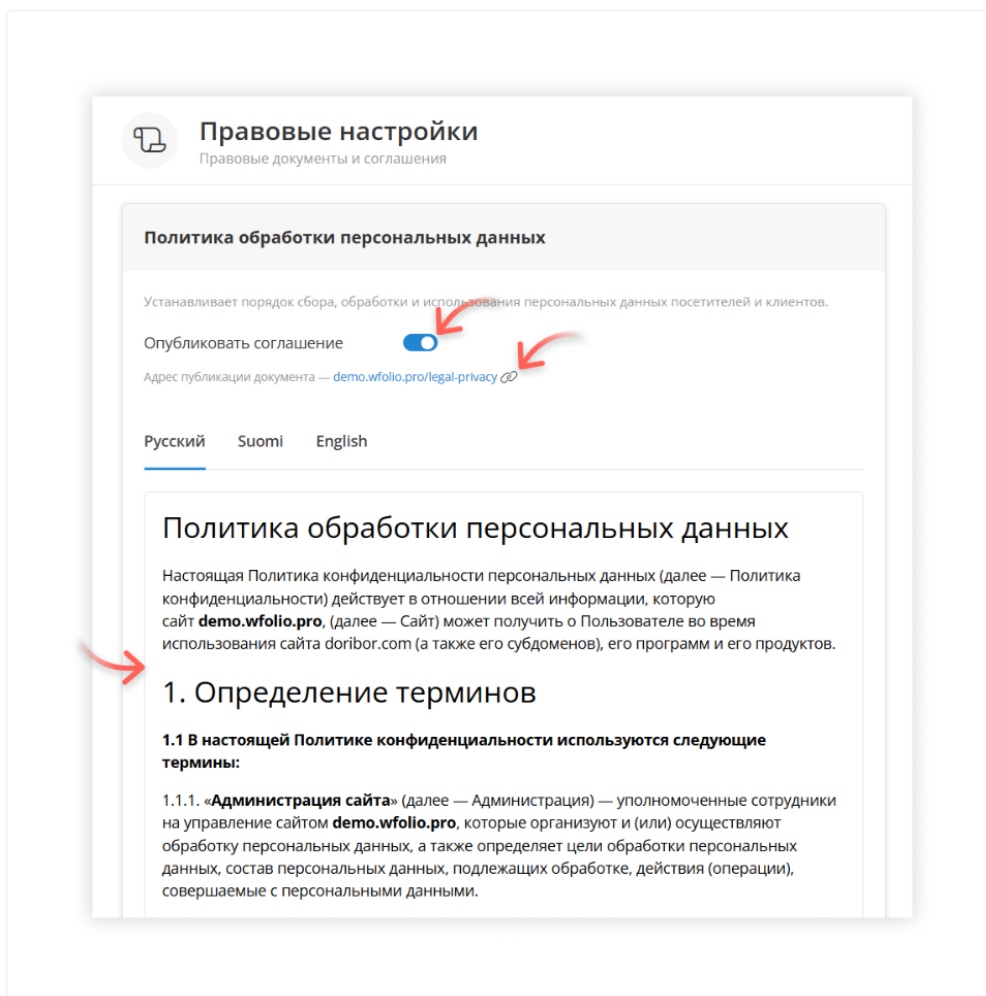 Правовые настройки
Правовые документы и соглашения
Политика обработки персональных данных
Устанавливает порядок сбора, обработки и использования персональных данных посетителей и клиентов.
Опубликовать соглашение
Адрес публикации документа — demo.wfolio.pro/legal-privacy
Русский Suomi English
Политика обработки персональных данных
Настоящая Политика конфиденциальности персональных данных (далее — Политика
конфиденциальности) действует в отношении всей информации, которую
сайт demo.wfolio.pro, (далее — Сайт) может получить о Пользователе во время
использования сайта doribor.com (а также его субдоменов), его программ и его продуктов.
1. Определение терминов
1.1 В настоящей Политике конфиденциальности используются следующие
термины:
1.1.1. «Администрация сайта» (далее — Администрация) — уполномоченные сотрудники
на управление сайтом demo.wfolio.pro, которые организуют и (или) осуществляют
обработку персональных данных, а также определяет цели обработки персональных
данных, состав персональных данных, подлежащих обработке, действия (операции),
совершаемые с персональными данными.